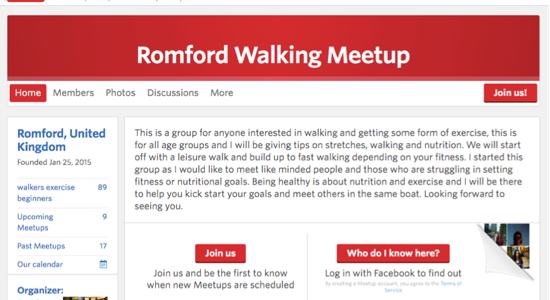 Romford Walking Meetup
Home Members Photos Discussions More
Join us!
Romford, United
Kingdom
Founded Jan 25, 2015
walkers exercise 89
beginners
Upcoming 9
Meetups
Past Meetups 17
Our calendar
Organizer:
This is a group for anyone interested in walking and getting some form of exercise, this is
for all age groups and I will be giving tips on stretches, walking and nutrition. We will start
off with a leisure walk and build up to fast walking depending on your fitness. I started this
group as I would like to meet like minded people and those who are struggling in setting
fitness or nutritional goals. Being healthy is about nutrition and exercise and I will be there
to help you kick start your goals and meet others in the same boat. Looking forward to
seeing you.
Join us
Join us and be the first to know
when new Meetups are scheduled
Who do I know here?
Log in with Facebook to find out
By creating a Meetup account, you agree to the Terms of
Service